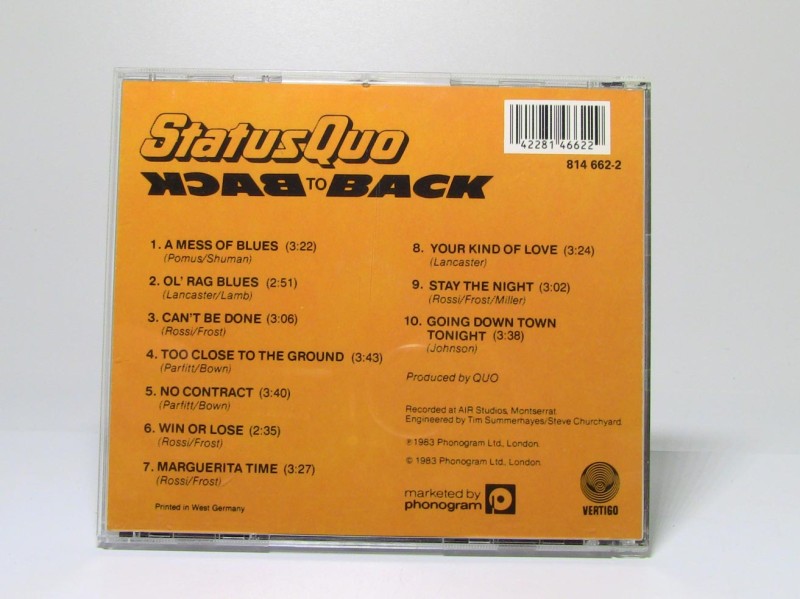 Status Quo
BACK TO BACK
42281 46622
814 662-2
1. A MESS OF BLUES (3:22)
(Pomus/Shuman)
2. OL' RAG BLUES (2:51)
(Lancaster/Lamb)
3. CAN'T BE DONE (3:06)
(Rossi/Frost)
4. TOO CLOSE TO THE GROUND (3:43)
(Parfitt/Bown)
5. NO CONTRACT (3:40)
(Parfitt/Bown)
6. WIN OR LOSE (2:35)
(Rossi/Frost)
7. MARGUERITA TIME (3:27)
(Rossi/Frost)
Printed in West Germany
8. YOUR KIND OF LOVE (3:24)
(Lancaster)
9. STAY THE NIGHT (3:02)
(Rossi/Frost/Miller)
10. GOING DOWN TOWN
TONIGHT (3:38)
(Johnson)
Produced by QUO
Recorded at AIR Studios, Montserrat.
Engineered by Tim Summerhayes/Steve Churchyard.
℗ 1983 Phonogram Ltd., London.
© 1983 Phonogram Ltd., London.
marketed by
phonogram
VERTIGO